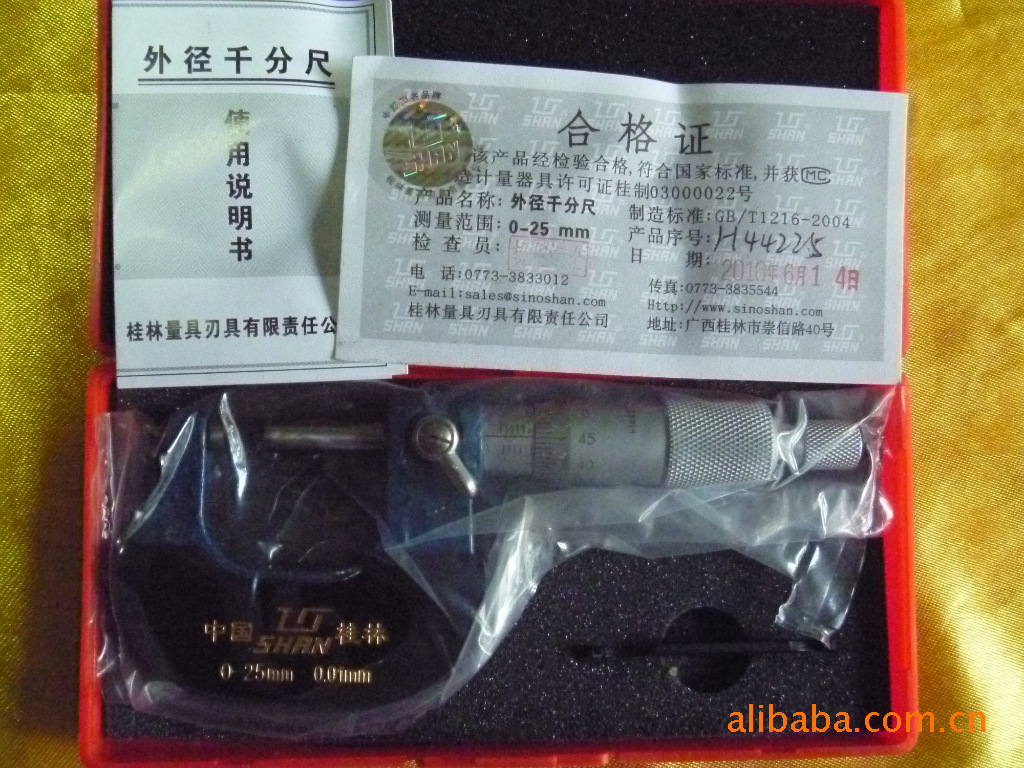 外径千分尺
使用说明书
桂林量具刃具有限责任公
合格证
该产品经检验合格,符合国家标准,并获MC
造计量器具许可证桂制03000022号
产品名称: 外径千分尺
制造标准:GB/T1216-2004
测量范围: 0-25 mm
产品序号: H44225
检查员:
日 期: 2010年6月14日
电 话:0773-3833012
传真:0773-3835544
E-mail:sales@sinoshan.com
Http://www.sinoshan.com
桂林量具刃具有限责任公司
地址:广西桂林市崇信路40号
SHAN
45
40
中国 SHAN 桂林
0-25mm 0.01mm
alibaba.com.cn